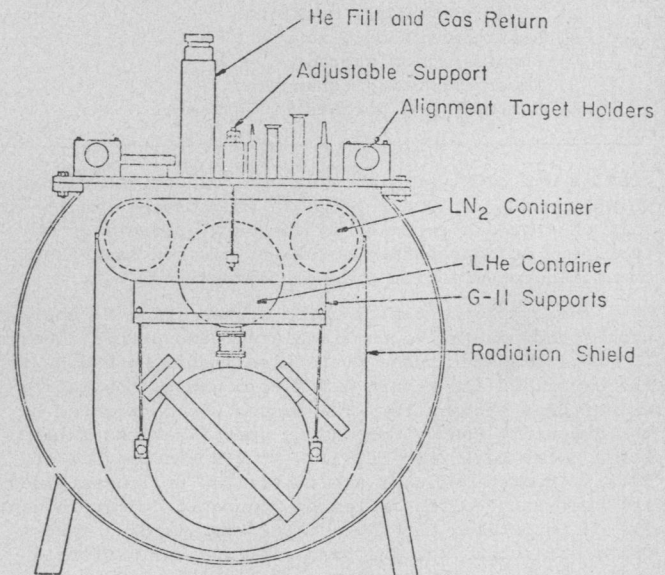 He Fill and Gas Return
Adjustable Support
Alignment Target Holders
LN₂ Container
LHe Container
G-11 Supports
Radiation Shield